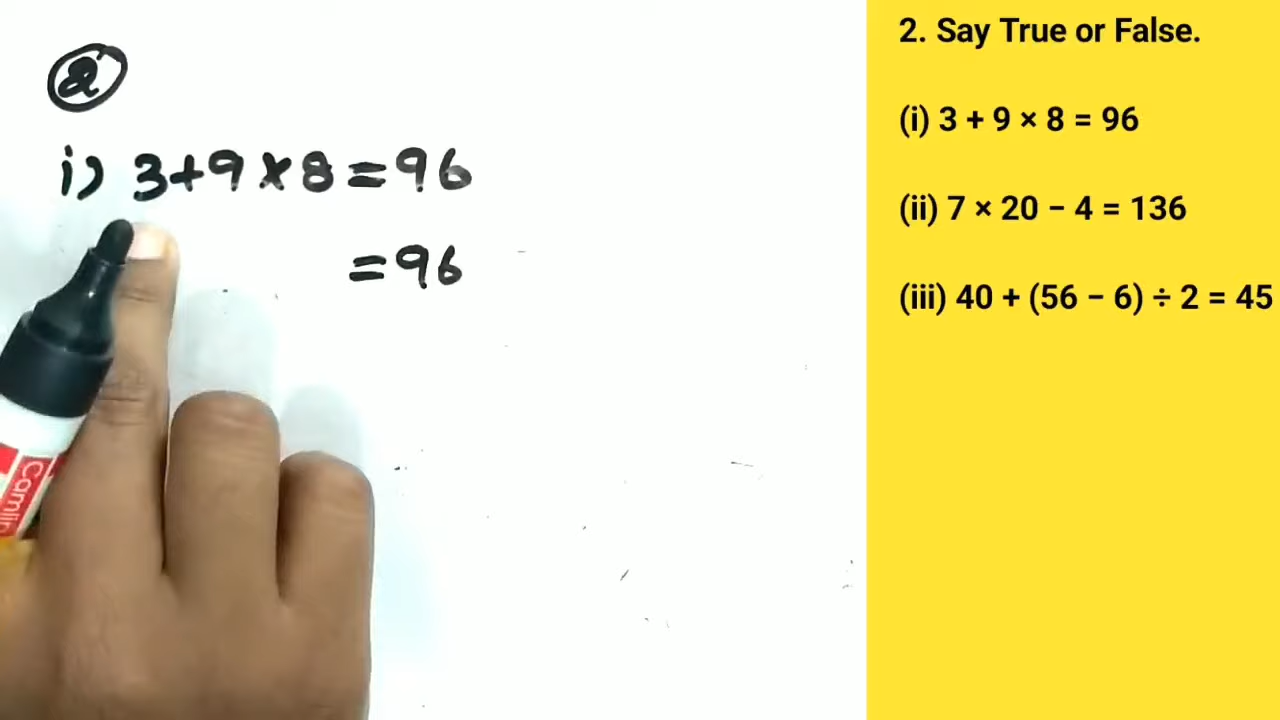 2
i) 3+9×8=96
=96
Camlin
2. Say True or False.
(i) 3 + 9 × 8 = 96
(ii) 7 × 20 − 4 = 136
(iii) 40 + (56 − 6) ÷ 2 = 45